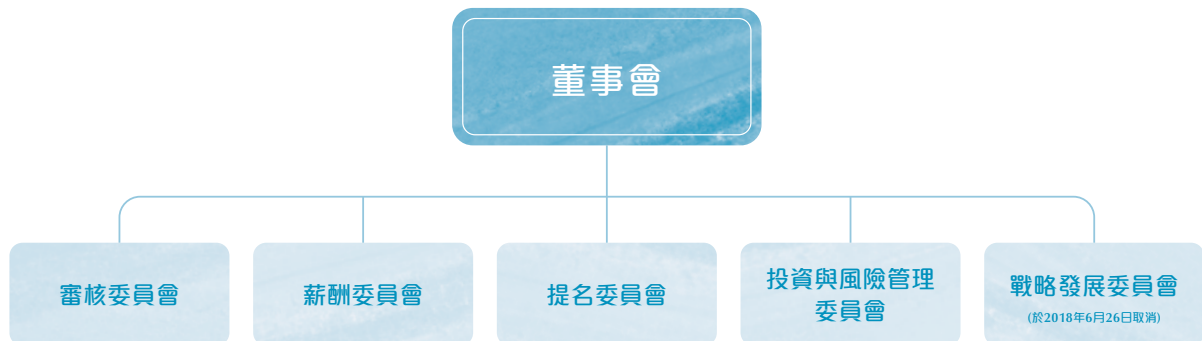 董事會
審核委員會
薪酬委員會
提名委員會
投資與風險管理
委員會
戰略發展委員會
(於2018年6月26日取消)